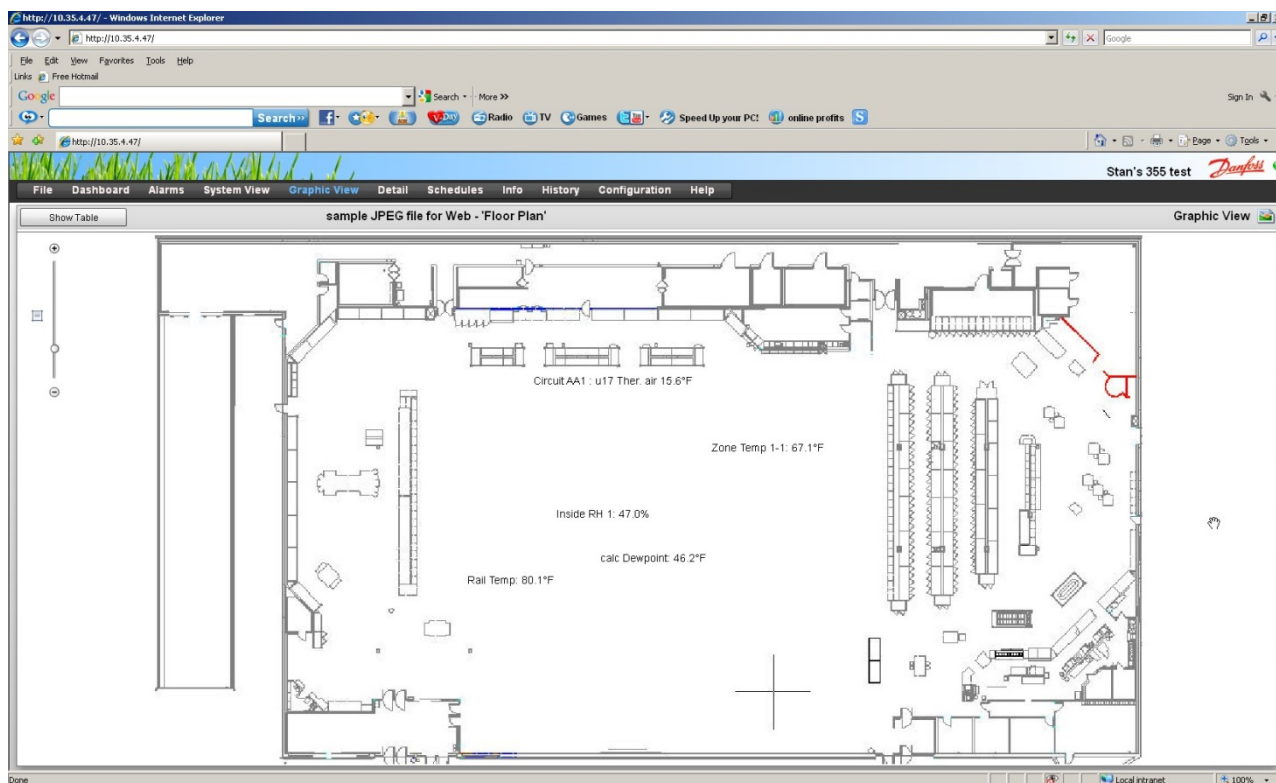 http://10.35.4.47/ - Windows Internet Explorer
http://10.35.4.47/
Google
File Edit View Favorites Tools Help
Links Free Hotmail
Google Search More >> Sign In
Search >> V-Day Radio TV Games Speed Up your PC! online profits S
http://10.35.4.47/ Page Tools
Stan's 355 test Danfoss
File Dashboard Alarms System View Graphic View Detail Schedules Info History Configuration Help
Show Table sample JPEG file for Web - 'Floor Plan' Graphic View
Circuit AA1 : u17 Ther. air 15.6°F
Zone Temp 1-1: 67.1°F
Inside RH 1: 47.0%
calc Dewpoint: 46.2°F
Rail Temp: 80.1°F
Done Local intranet 100%